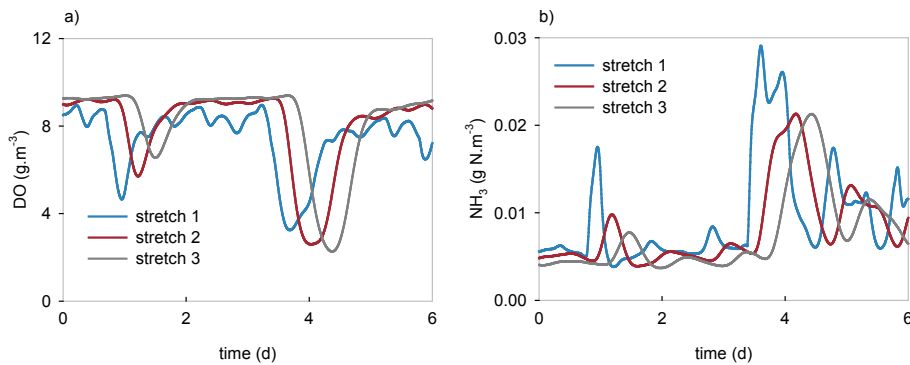 a)
12
8
4
0
DO (g.m⁻³)
stretch 1
stretch 2
stretch 3
0 2 4 6
time (d)
b)
0.03
0.02
0.01
0.00
NH₃ (g N.m⁻³)
stretch 1
stretch 2
stretch 3
0 2 4 6
time (d)